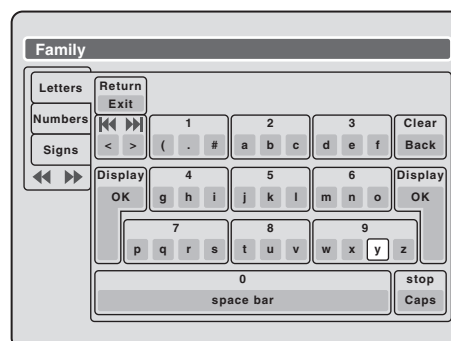 Family
Letters
Numbers
Signs
Return
Exit
< >
1
( . #
2
a b c
3
d e f
Clear
Back
Display
OK
4
g h i
5
j k l
6
m n o
Display
OK
7
p q r s
8
t u v
9
w x y z
0
space bar
stop
Caps